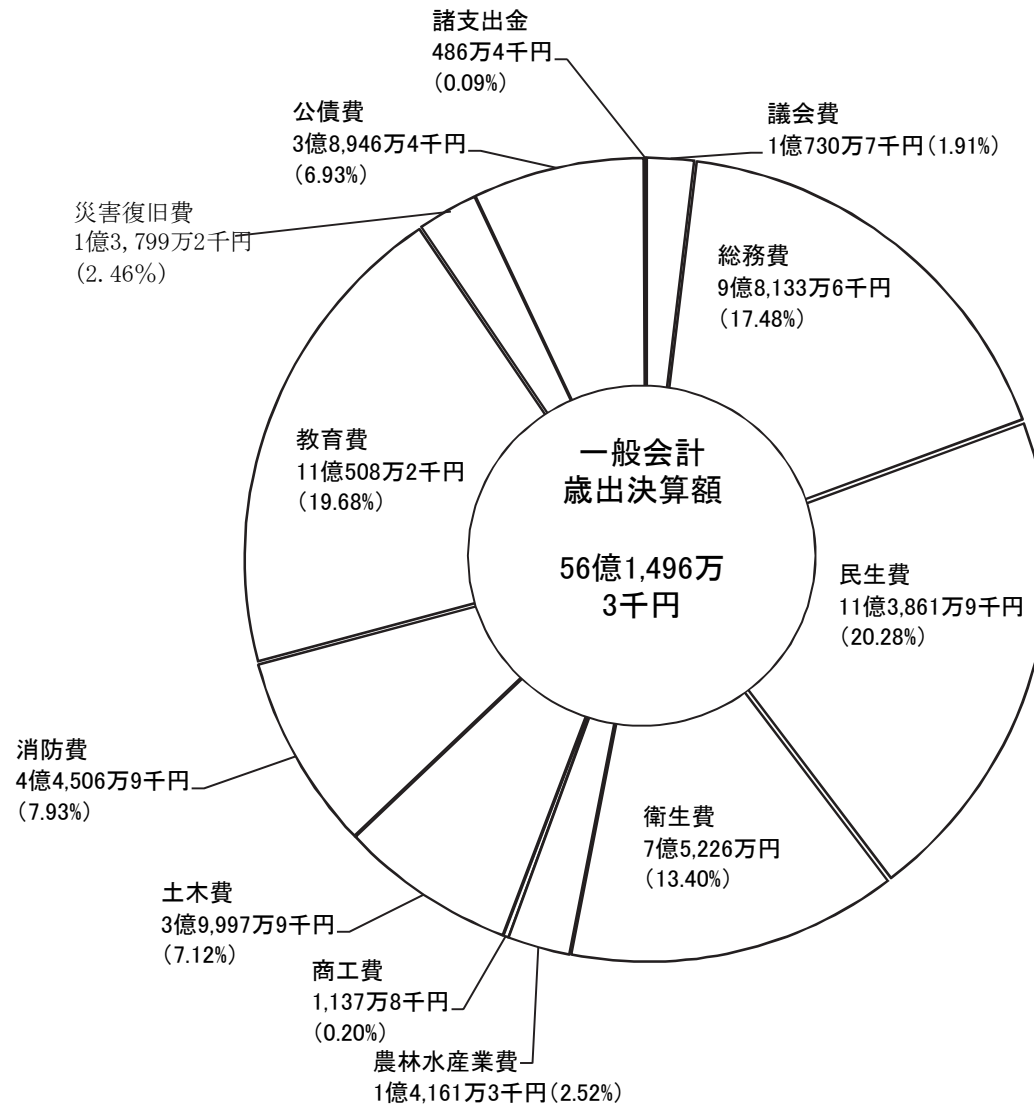 諸支出金
486万4千円
(0.09%)
議会費
1億730万7千円(1.91%)
総務費
9億8,133万6千円
(17.48%)
民生費
11億3,861万9千円
(20.28%)
衛生費
7億5,226万円
(13.40%)
農林水産業費
1億4,161万3千円(2.52%)
商工費
1,137万8千円
(0.20%)
土木費
3億9,997万9千円
(7.12%)
消防費
4億4,506万9千円
(7.93%)
教育費
11億508万2千円
(19.68%)
災害復旧費
1億3,799万2千円
(2.46%)
公債費
3億8,946万4千円
(6.93%)
一般会計
歳出決算額
56億1,496万
3千円